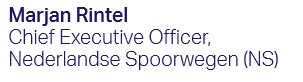 Marjan Rintel
Chief Executive Officer,
Nederlandse Spoorwegen (NS)